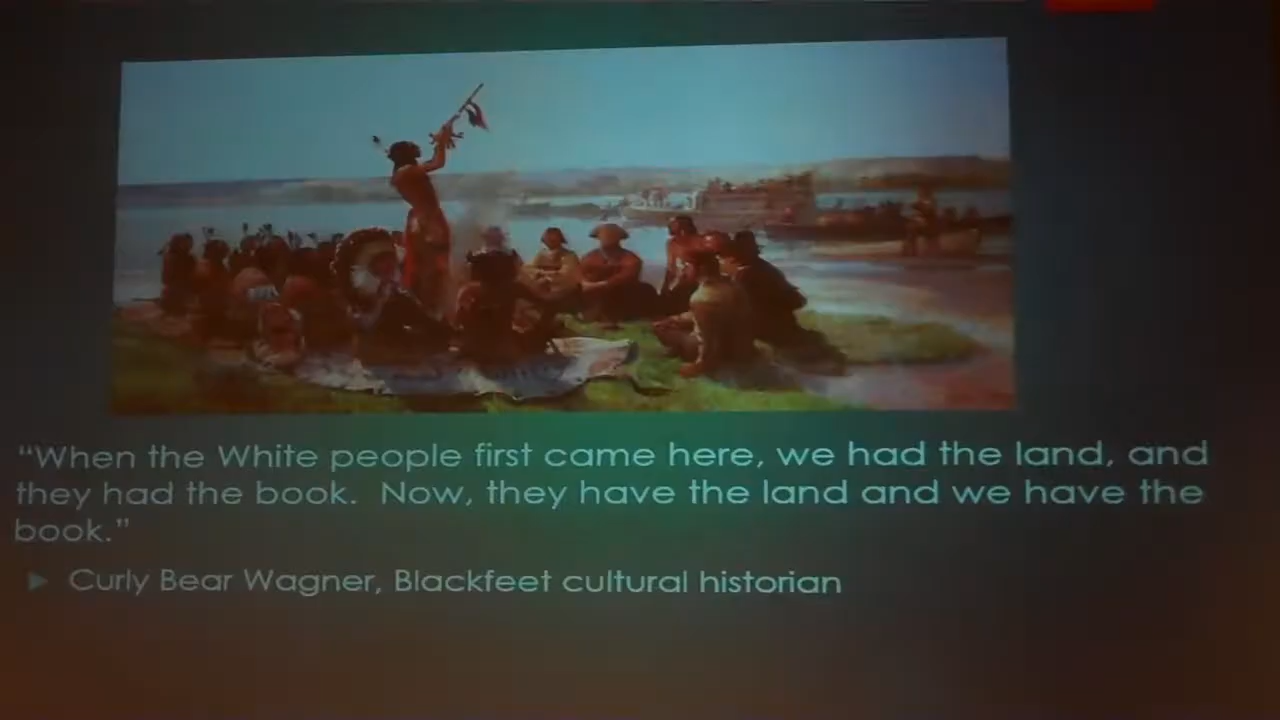 “When the White people first came here, we had the land, and
they had the book.  Now, they have the land and we have the
book.”
Curly Bear Wagner, Blackfeet cultural historian